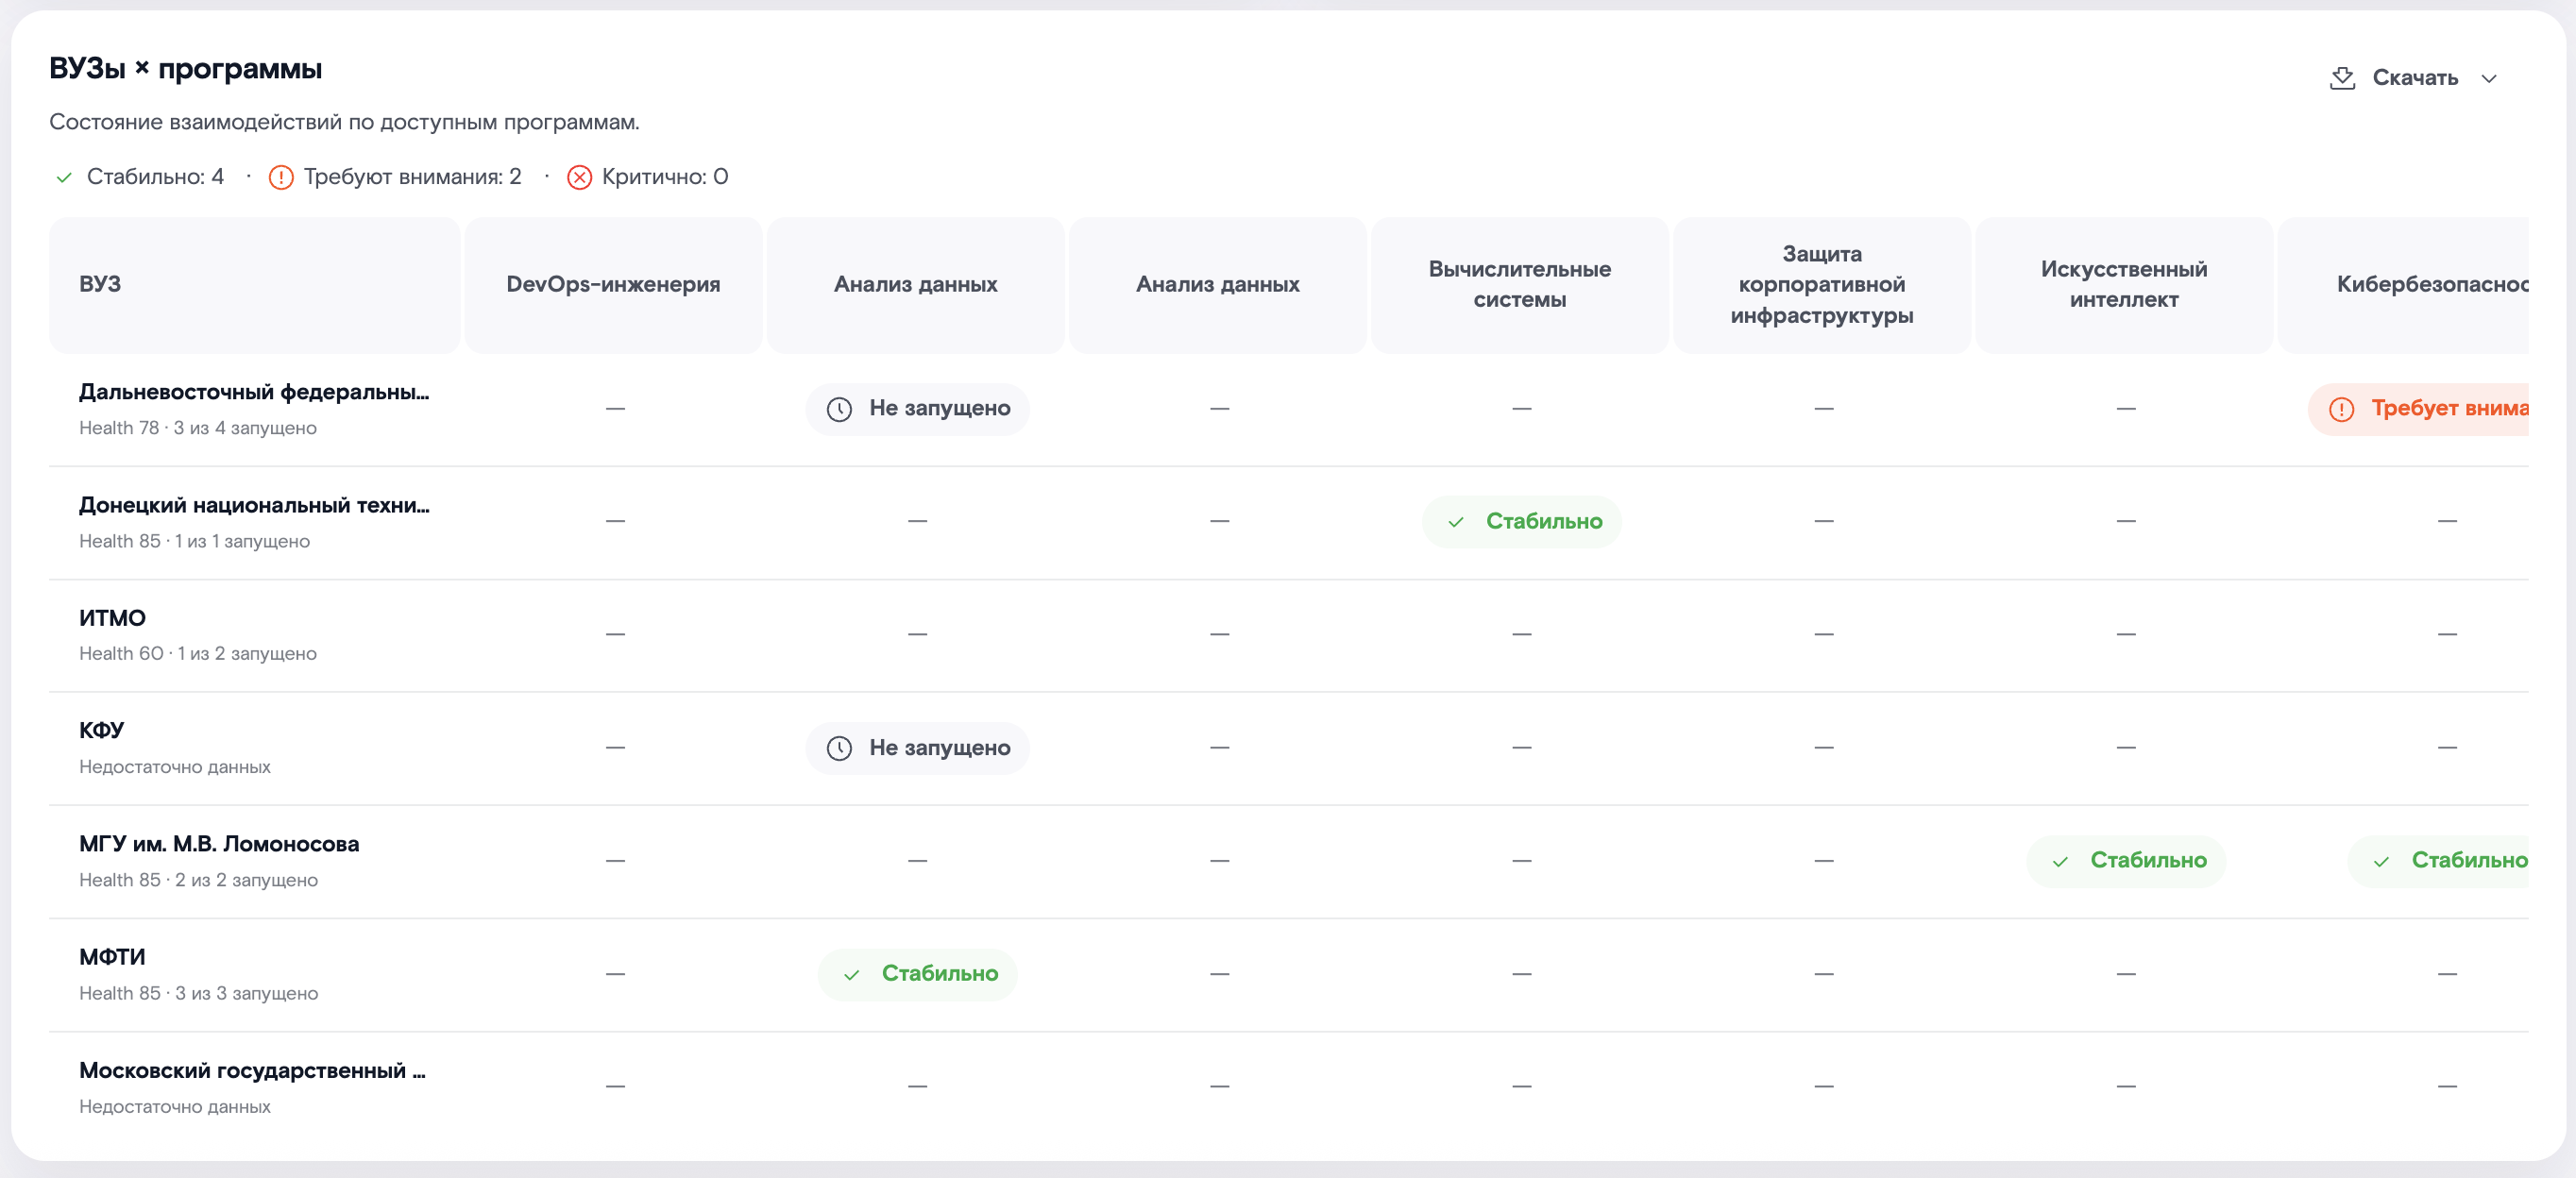 ВУЗы × программы
Скачать
Состояние взаимодействий по доступным программам.
Стабильно: 4 · Требуют внимания: 2 · Критично: 0
ВУЗ
DevOps-инженерия
Анализ данных
Анализ данных
Вычислительные
системы
Защита
корпоративной
инфраструктуры
Искусственный
интеллект
Кибербезопаснос
Дальневосточный федеральны...
Health 78 · 3 из 4 запущено
— Не запущено — — — — Требует внима
Донецкий национальный техни...
Health 85 · 1 из 1 запущено
— — — Стабильно — — —
ИТМО
Health 60 · 1 из 2 запущено
— — — — — — —
КФУ
Недостаточно данных
— Не запущено — — — — —
МГУ им. М.В. Ломоносова
Health 85 · 2 из 2 запущено
— — — — — Стабильно Стабильно
МФТИ
Health 85 · 3 из 3 запущено
— Стабильно — — — — —
Московский государственный ...
Недостаточно данных
— — — — — — —